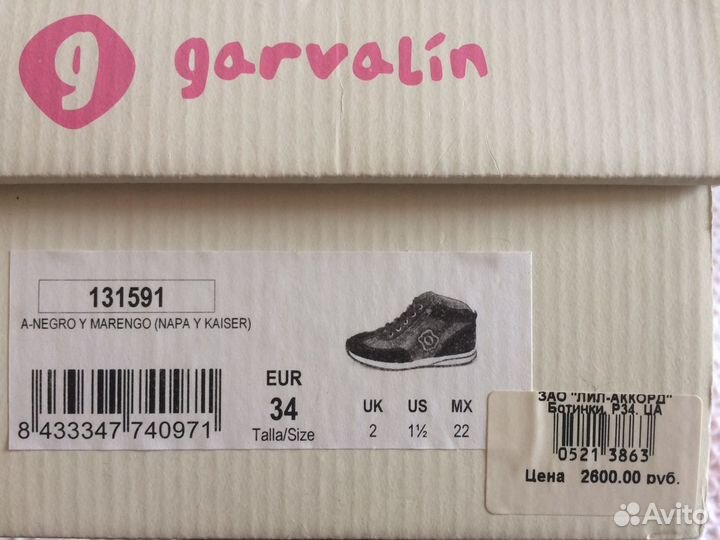 g garvalín
131591
A-NEGRO Y MARENGO (NAPA Y KAISER)
EUR
34
Talla/Size
UK
2
US
1½
MX
22
8 433347 740971
ЗАО "ЛИЛ-АККОРД"
Ботинки, Р34, ЦА
0521 3863
Цена 2600.00 руб.
Avito